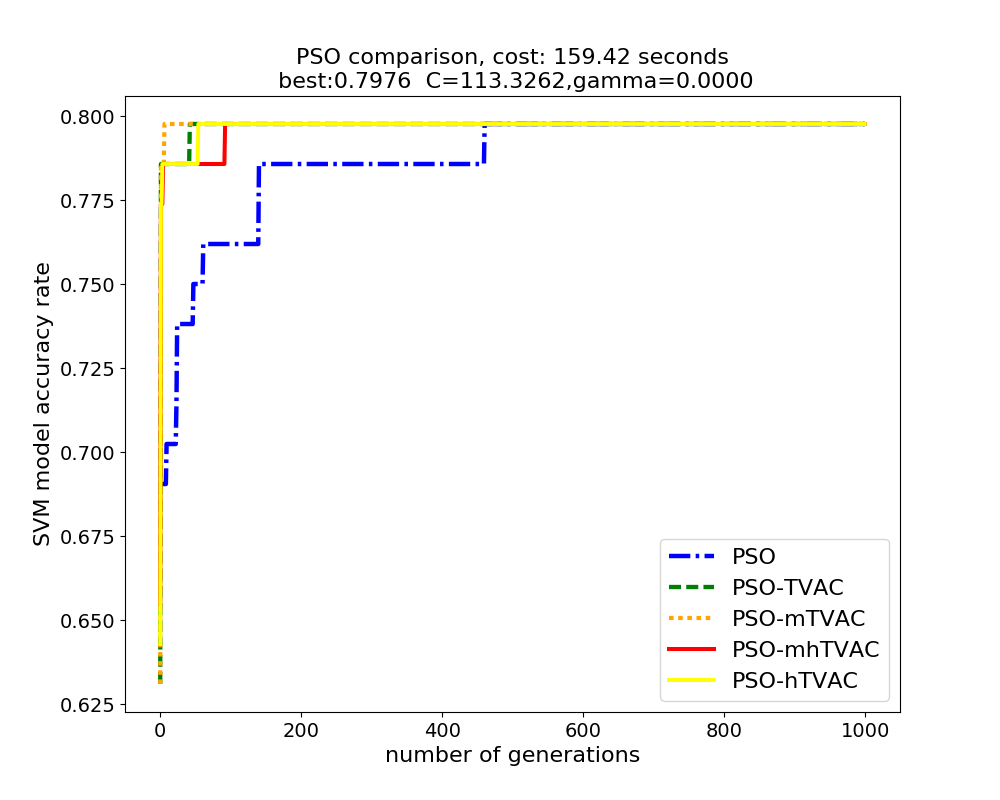 PSO comparison, cost: 159.42 seconds
best:0.7976  C=113.3262,gamma=0.0000
0.800
0.775
0.750
0.725
0.700
0.675
0.650
0.625
SVM model accuracy rate
PSO
PSO-TVAC
PSO-mTVAC
PSO-mhTVAC
PSO-hTVAC
0 200 400 600 800 1000
number of generations